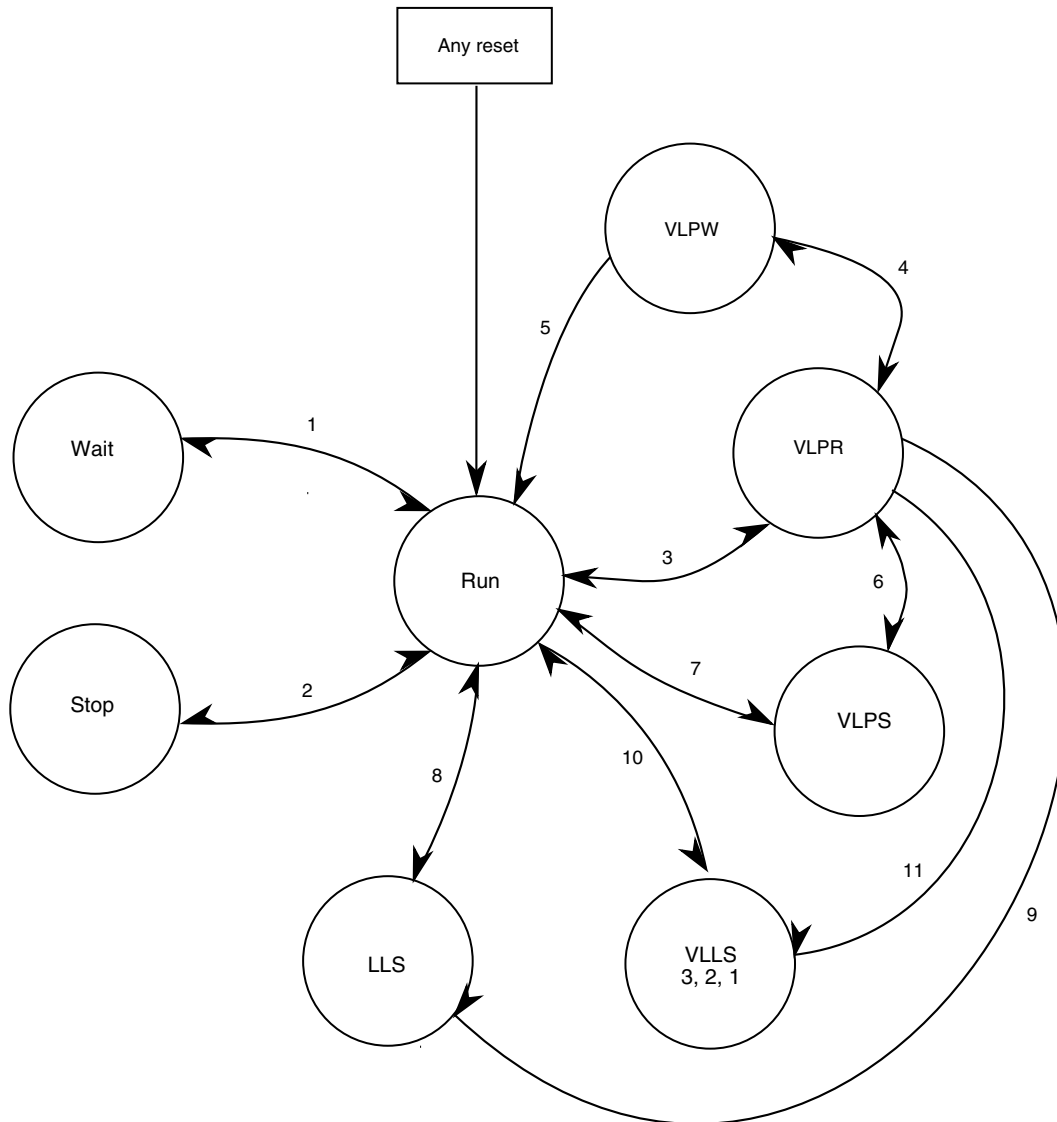 Any reset
VLPW
4
5
Wait
1
VLPR
3
Run
6
7
Stop
2
VLPS
8
10
11
9
LLS
VLLS
3, 2, 1